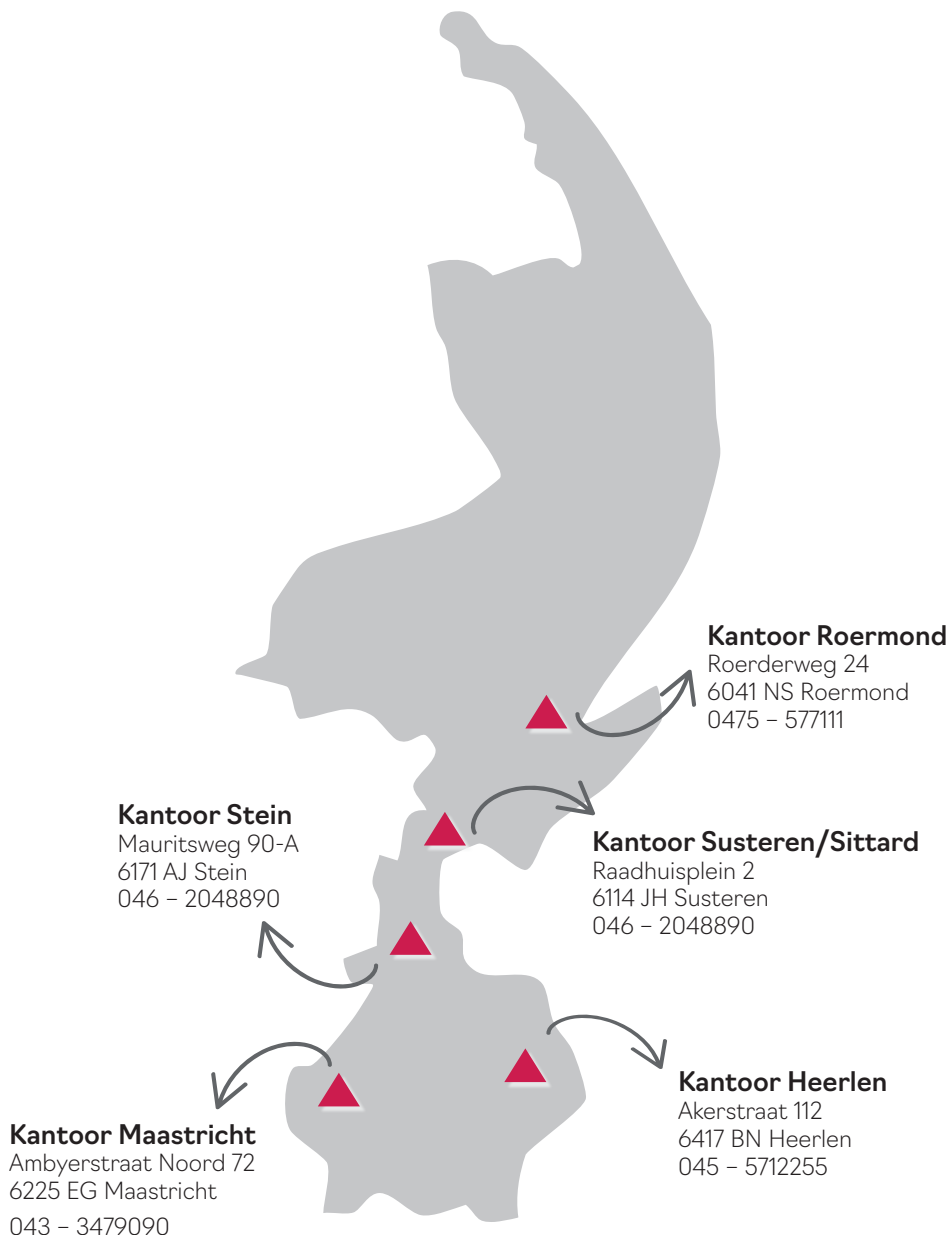 Kantoor Roermond
Roerderweg 24
6041 NS Roermond
0475 – 577111
Kantoor Stein
Mauritsweg 90-A
6171 AJ Stein
046 – 2048890
Kantoor Susteren/Sittard
Raadhuisplein 2
6114 JH Susteren
046 – 2048890
Kantoor Heerlen
Akerstraat 112
6417 BN Heerlen
045 – 5712255
Kantoor Maastricht
Ambyerstraat Noord 72
6225 EG Maastricht
043 – 3479090